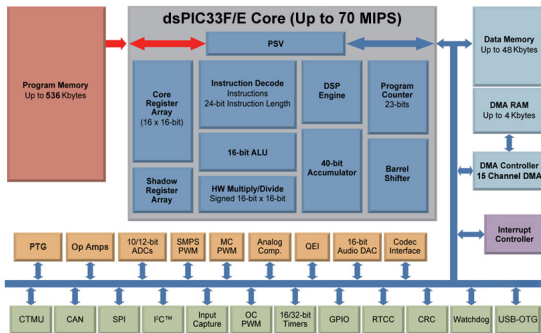 dsPIC33F/E Core (Up to 70 MIPS)
PSV
Program Memory
Up to 536 Kbytes
Core
Register
Array
(16 x 16-bit)
Instruction Decode
Instructions
24-bit Instruction Length
DSP
Engine
Program
Counter
23-bits
16-bit ALU
Shadow
Register
Array
HW Multiply/Divide
Signed 16-bit x 16-bit
40-bit
Accumulator
Barrel
Shifter
Data Memory
Up to 48 Kbytes
DMA RAM
Up to 4 Kbytes
DMA Controller
15 Channel DMA
Interrupt
Controller
PTG
Op Amps
10/12-bit
ADCs
SMPS
PWM
MC
PWM
Analog
Comp.
QEI
16-bit
Audio DAC
Codec
Interface
CTMU
CAN
SPI
I²C™
Input
Capture
OC
PWM
16/32-bit
Timers
GPIO
RTCC
CRC
Watchdog
USB-OTG